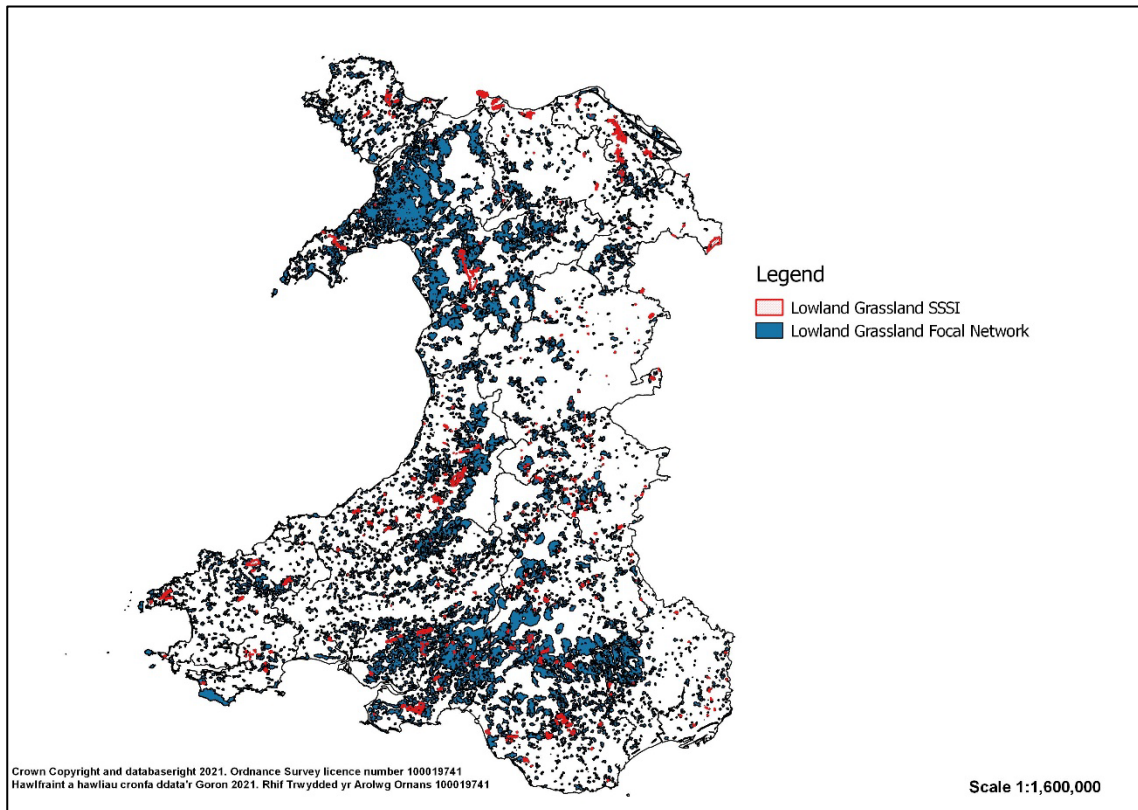 Legend
Lowland Grassland SSSI
Lowland Grassland Focal Network
Crown Copyright and databaseright 2021. Ordnance Survey licence number 100019741
Hawlfraint a hawliau cronfa ddata'r Goron 2021. Rhif Trwydded yr Arolwg Ornans 100019741
Scale 1:1,600,000